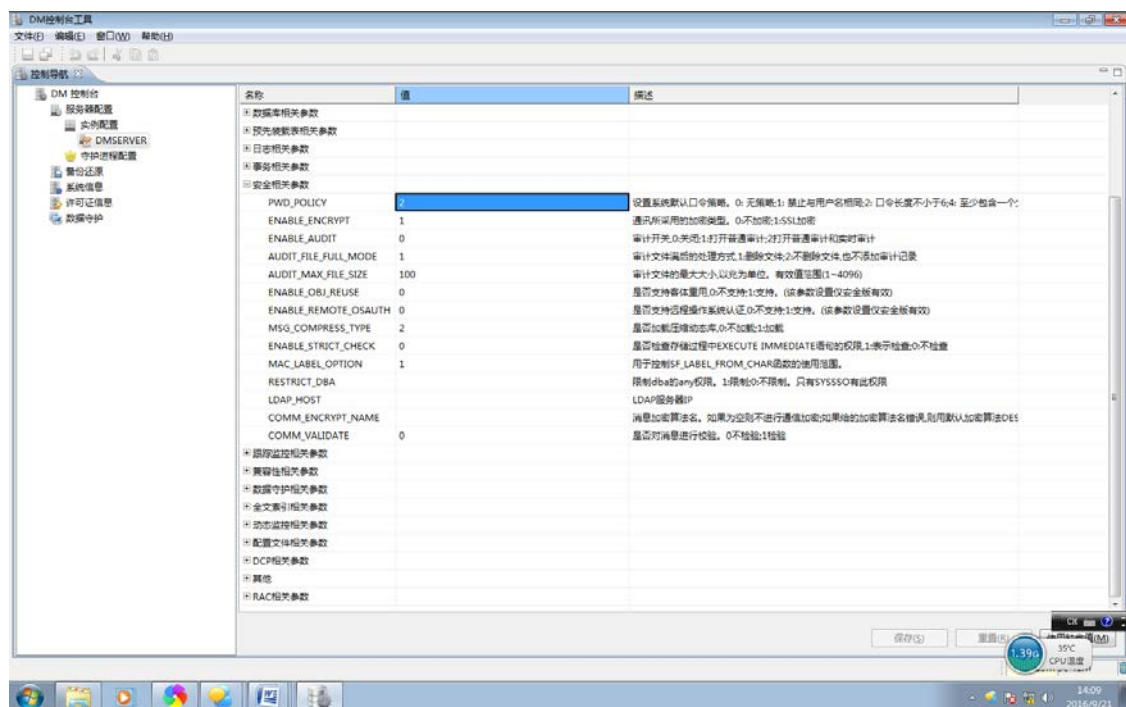 DM控制台工具
文件(F) 编辑(E) 窗口(W) 帮助(H)
控制导航
DM 控制台
服务器配置
实例配置
DMSERVER
守护进程配置
备份还原
系统信息
许可证信息
数据守护
名称 值 描述
数据库相关参数
预先装载表相关参数
日志相关参数
事务相关参数
安全相关参数
PWD_POLICY 2 设置系统默认口令策略。0: 无策略;1: 禁止与用户名相同;2: 口令长度不小于6;4: 至少包含一个
ENABLE_ENCRYPT 1 通讯所采用的加密类型。0:不加密;1:SSL加密
ENABLE_AUDIT 0 审计开关,0:关闭;1:打开普通审计;2打开普通审计和实时审计
AUDIT_FILE_FULL_MODE 1 审计文件满后的处理方式,1:删除文件;2:不删除文件,也不添加审计记录
AUDIT_MAX_FILE_SIZE 100 审计文件的最大大小,以兆为单位。有效值范围(1~4096)
ENABLE_OBJ_REUSE 0 是否支持客体重用,0:不支持;1:支持。(该参数设置仅安全版有效)
ENABLE_REMOTE_OSAUTH 0 是否支持远程操作系统认证,0:不支持;1:支持。(该参数设置仅安全版有效)
MSG_COMPRESS_TYPE 2 是否加载压缩动态库,0:不加载;1:加载
ENABLE_STRICT_CHECK 0 是否检查存储过程中EXECUTE IMMEDIATE语句的权限,1:表示检查;0:不检查
MAC_LABEL_OPTION 1 用于控制SF_LABEL_FROM_CHAR函数的使用范围。
RESTRICT_DBA 限制dba的any权限。1:限制;0:不限制。只有SYSSSO有此权限
LDAP_HOST LDAP服务器IP
COMM_ENCRYPT_NAME 消息加密算法名。如果为空则不进行通信加密;如果给的加密算法名错误,则用默认加密算法DES
COMM_VALIDATE 0 是否对消息进行校验。0不检验;1检验
跟踪监控相关参数
兼容性相关参数
数据守护相关参数
全文索引相关参数
动态监控相关参数
配置文件相关参数
DCP相关参数
其他
RAC相关参数
保存(S) 重置(R) (M)
CH
1.39G 35℃
CPU温度
14:09
2016/9/21